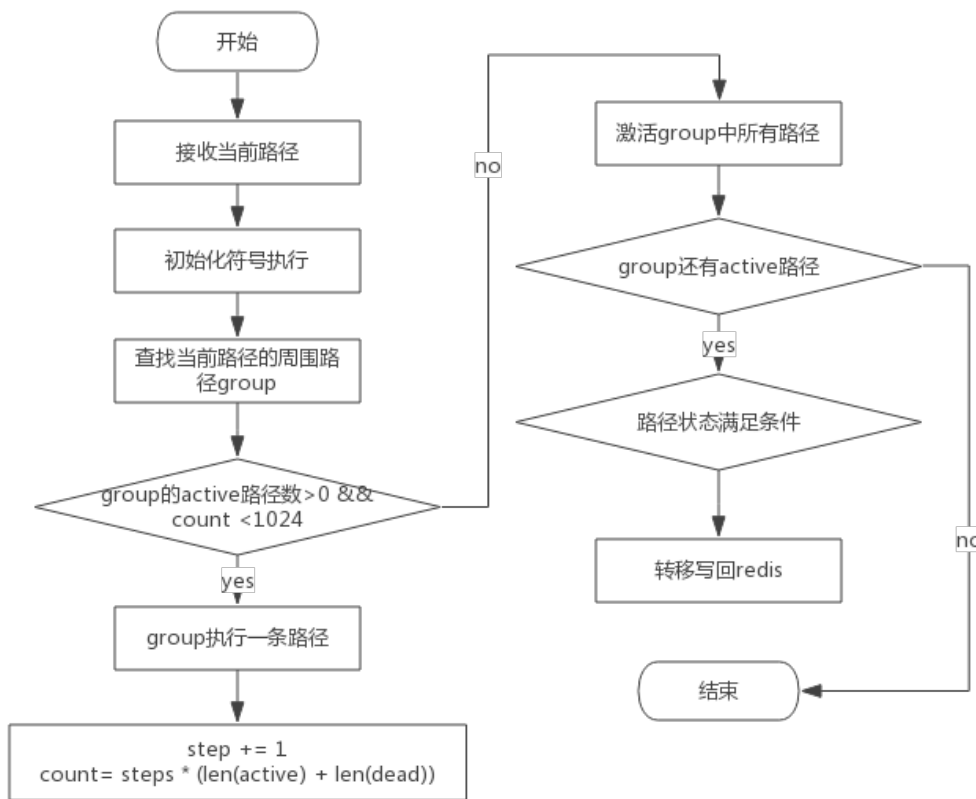 开始
接收当前路径
初始化符号执行
查找当前路径的周围路
径group
group的active路径数>0 &&
count <1024
yes
group执行一条路径
step += 1
count= steps * (len(active) + len(dead))
no
激活group中所有路径
group还有active路径
yes
路径状态满足条件
转移写回redis
no
结束